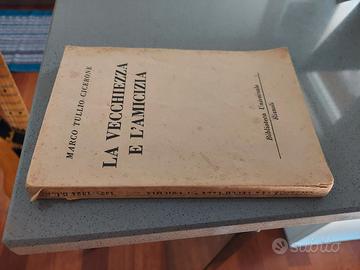 MARCO TULLIO CICERONE
LA VECCHIEZZA
E L'AMICIZIA
Biblioteca Universale
Rizzoli
subito